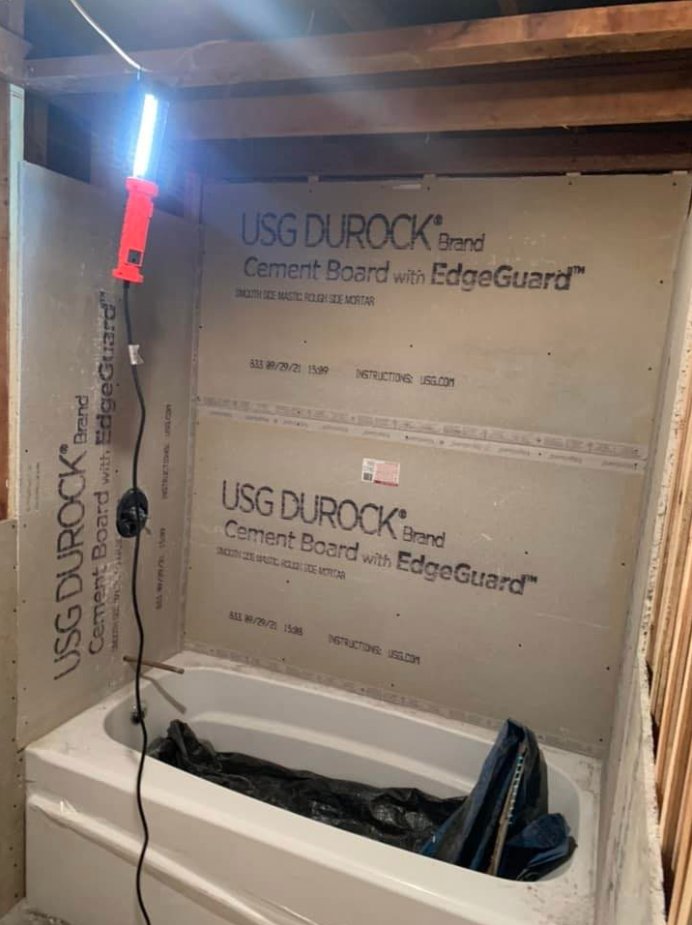 USG DUROCK® Brand
Cement Board with EdgeGuard™
SMOOTH SIDE-MASTIC ROUGH SIDE MORTAR
833 09/29/21 15:09 INSTRUCTIONS: USG.COM
USG DUROCK® Brand
Cement Board with EdgeGuard™
SMOOTH SIDE-MASTIC ROUGH SIDE MORTAR
833 09/29/21 15:08 INSTRUCTIONS: USG.COM
USG DUROCK® Brand
Cement Board with EdgeGuard™
INSTRUCTIONS: USG.COM